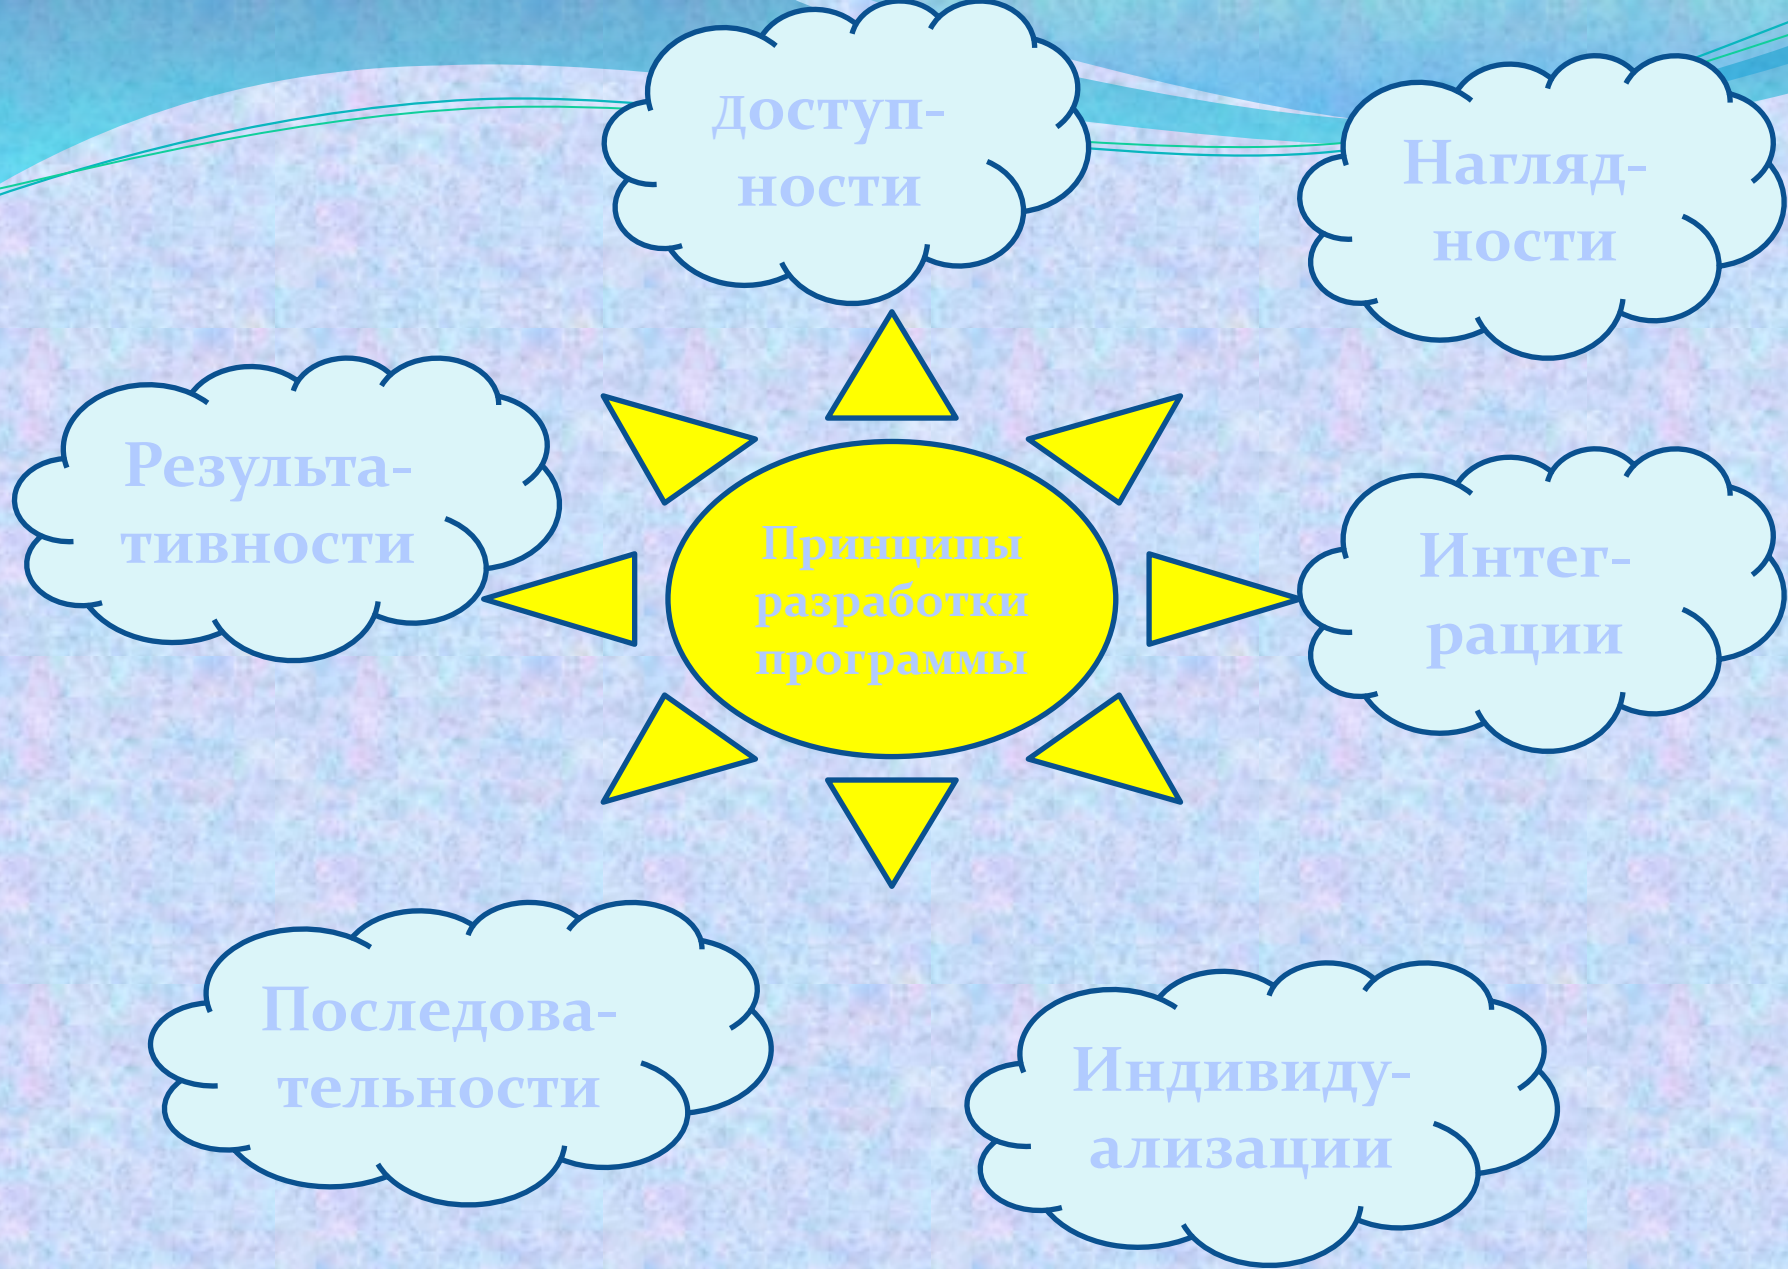 доступ-
ности
Нагляд-
ности
Результа-
тивности
Принципы
разработки
программы
Интег-
рации
Последова-
тельности
Индивиду-
ализации